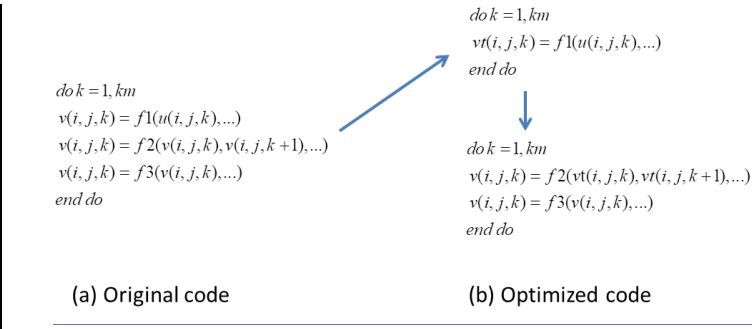 do k = 1, km
v(i, j,k) = f1(u(i, j,k),...)
v(i, j,k) = f2(v(i, j,k),v(i, j,k +1),...)
v(i, j,k) = f3(v(i, j,k),...)
end do
(a) Original code
do k = 1, km
vt(i, j,k) = f1(u(i, j,k),...)
end do
do k = 1, km
v(i, j,k) = f2(vt(i, j,k),vt(i, j,k +1),...)
v(i, j,k) = f3(v(i, j,k),...)
end do
(b) Optimized code